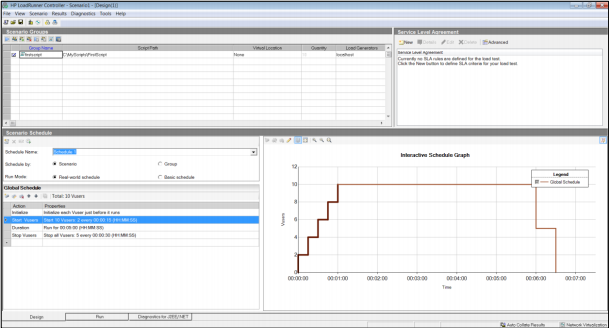 HP LoadRunner Controller - Scenario1 - [Design(1)]
File View Scenario Results Diagnostics Tools Help
Scenario Groups
Group Name Script Path Virtual Location Quantity Load Generators
C:\MyScripts\FirstScript None localhost
Service Level Agreement
New Details Edit Delete Advanced
Service Level Agreement
Currently no SLA rules are defined for the load test.
Click the New button to define SLA criteria for your load test.
Scenario Schedule
Schedule Name:
Schedule by: Scenario Group
Run Mode: Real-world schedule Basic schedule
Global Schedule
Total: 10 Vusers
Action Properties
Initialize Initialize each Vuser just before it runs
Start Vusers Start 10 Vusers: 2 every 00:00:15 (HH:MM:SS)
Duration Run for 00:05:00 (HH:MM:SS)
Stop Vusers Stop all Vusers: 5 every 00:00:30 (HH:MM:SS)
Interactive Schedule Graph
Legend
Global Schedule
Vusers
12
10
8
6
4
2
0
00:00:00 00:01:00 00:02:00 00:03:00 00:04:00 00:05:00 00:06:00 00:07:00
Time
Design Run Diagnostics for J2EE/.NET
Auto Collate Results Network Virtualization